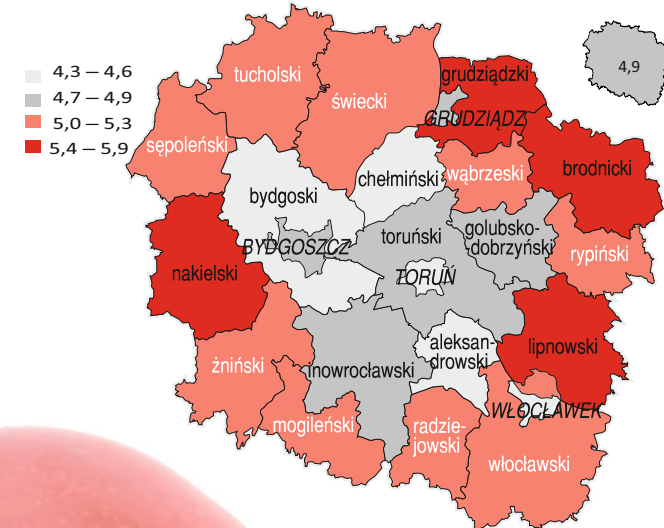 4,3 – 4,6
4,7 – 4,9
5,0 – 5,3
5,4 – 5,9
4,9
tucholski
świecki
grudziądzki
GRUDZIĄDZ
sępoleński
chełmiński
wąbrzeski
brodnicki
bydgoski
BYDGOSZCZ
toruński
golubsko-
-dobrzyński
rypiński
nakielski
TORUŃ
żniński
inowrocławski
aleksan-
drowski
lipnowski
WŁOCŁAWEK
mogileński
radzie-
jowski
włocławski